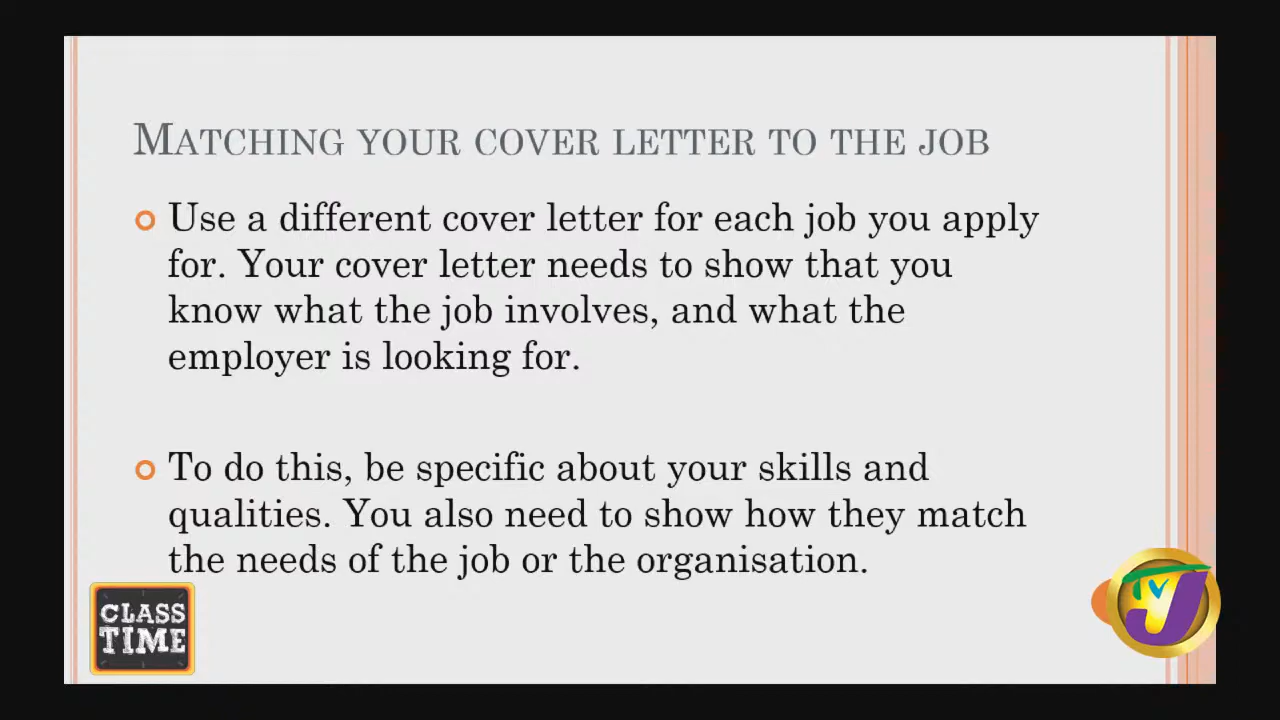 MATCHING YOUR COVER LETTER TO THE JOB
Use a different cover letter for each job you apply
for. Your cover letter needs to show that you
know what the job involves, and what the
employer is looking for.
To do this, be specific about your skills and
qualities. You also need to show how they match
the needs of the job or the organisation.
CLASS
TIME
TVJ